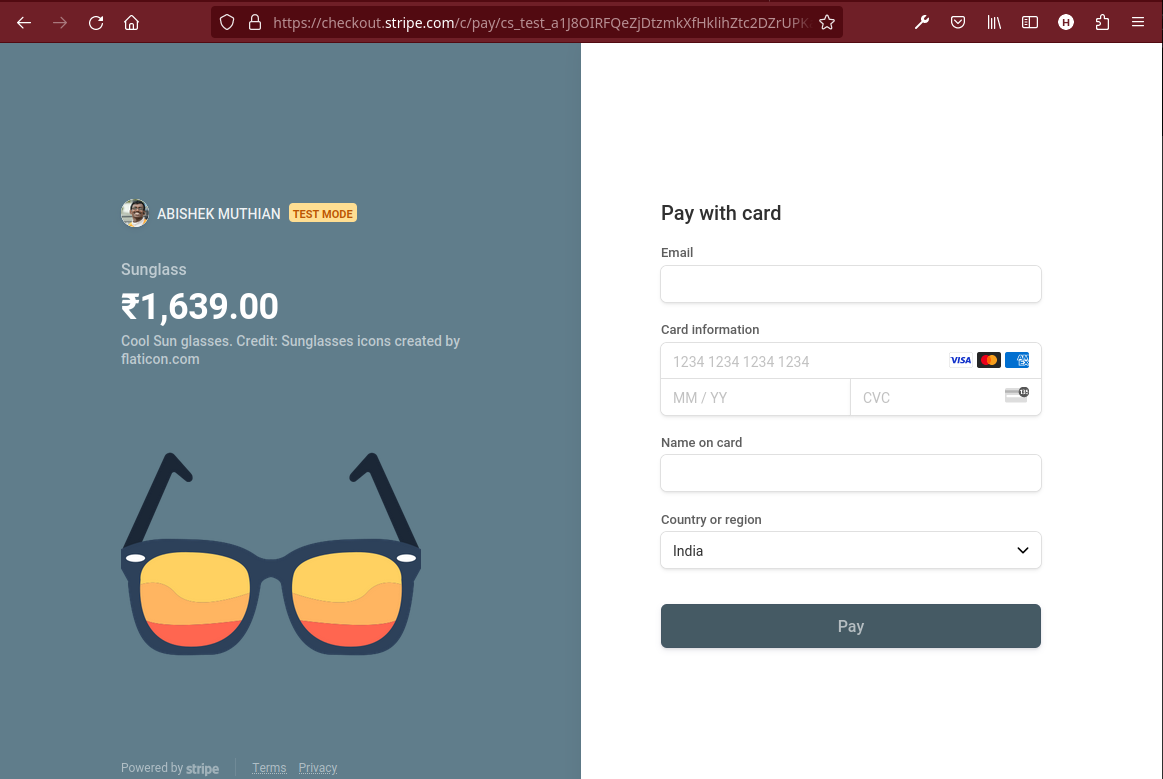 https://checkout.stripe.com/c/pay/cs_test_a1J8OIRFQeZjDtzmkXfHklihZtc2DZrUPK
H
ABISHEK MUTHIAN TEST MODE
Sunglass
₹1,639.00
Cool Sun glasses. Credit: Sunglasses icons created by
flaticon.com
Powered by stripe
Terms Privacy
Pay with card
Email
Card information
1234 1234 1234 1234 VISA
MM / YY CVC 135
Name on card
Country or region
India
Pay